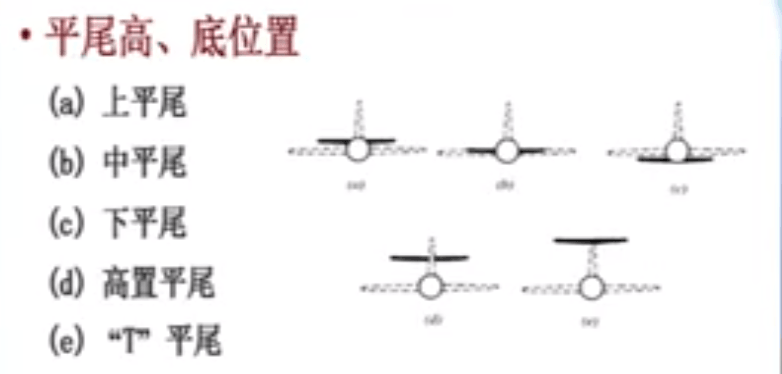 •平尾高、底位置
(a) 上平尾
(b) 中平尾
(c) 下平尾
(d) 高置平尾
(e) “T” 平尾
(a)
(b)
(c)
(d)
(e)